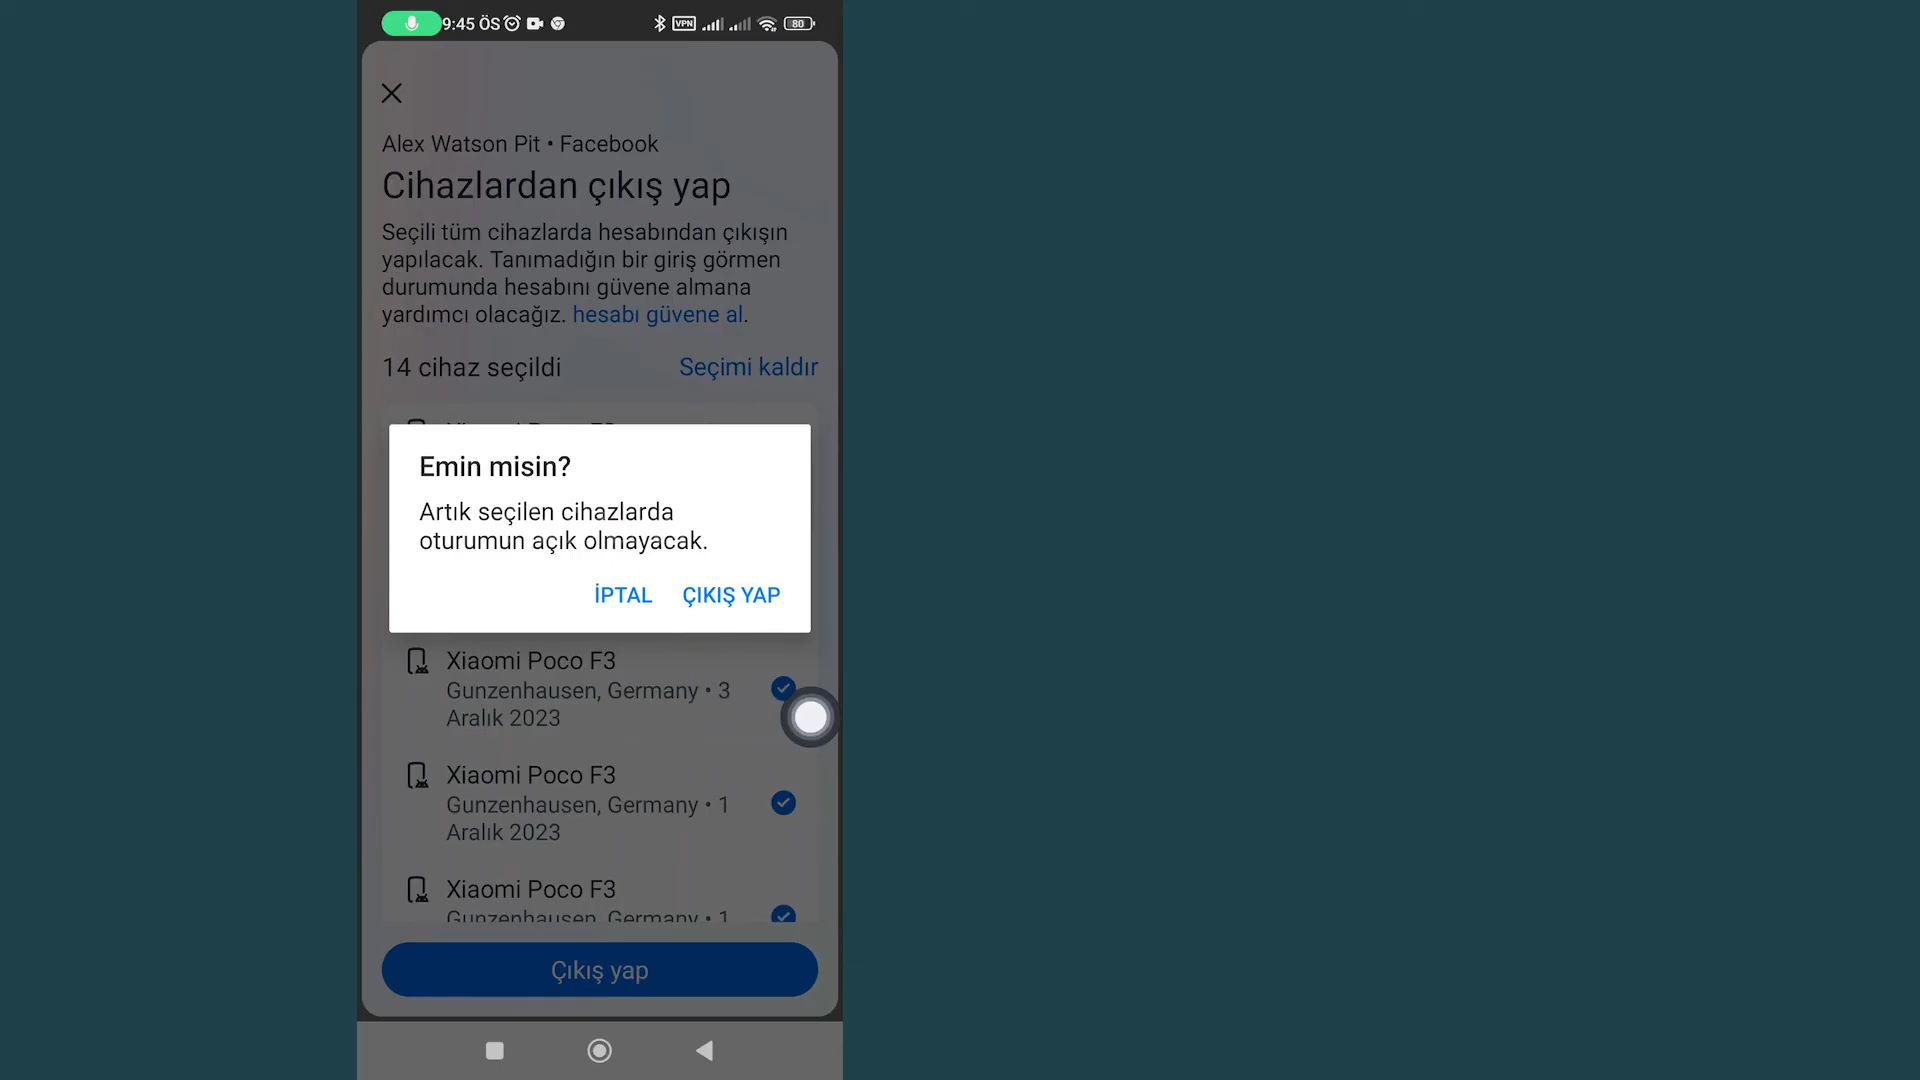 9:45 ÖS
VPN
80
Alex Watson Pit • Facebook
Cihazlardan çıkış yap
Seçili tüm cihazlarda hesabından çıkışın
yapılacak. Tanımadığın bir giriş görmen
durumunda hesabını güvene almana
yardımcı olacağız. hesabı güvene al.
14 cihaz seçildi
Seçimi kaldır
Emin misin?
Artık seçilen cihazlarda
oturumun açık olmayacak.
İPTAL
ÇIKIŞ YAP
Xiaomi Poco F3
Gunzenhausen, Germany • 3
Aralık 2023
Xiaomi Poco F3
Gunzenhausen, Germany • 1
Aralık 2023
Xiaomi Poco F3
Gunzenhausen, Germany • 1
Çıkış yap